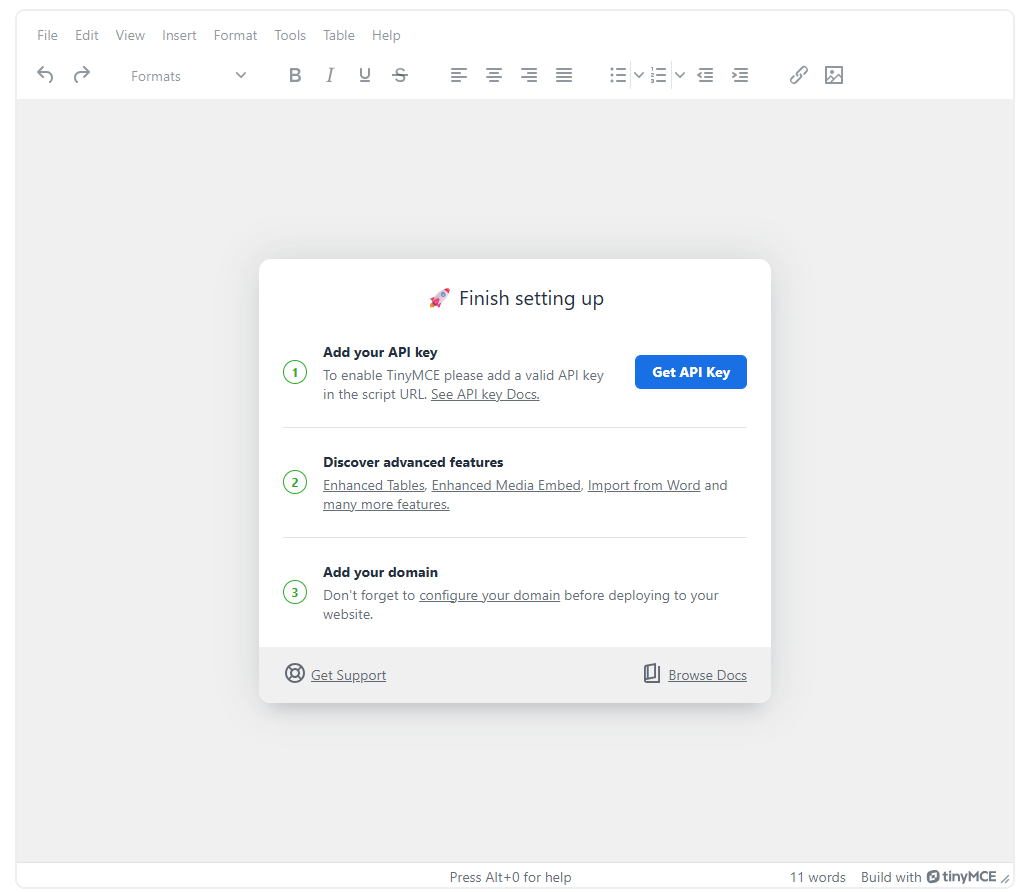 File Edit View Insert Format Tools Table Help
Formats B I U S
🚀 Finish setting up
1
Add your API key
To enable TinyMCE please add a valid API key
in the script URL. See API key Docs.
Get API Key
2
Discover advanced features
Enhanced Tables, Enhanced Media Embed, Import from Word and
many more features.
3
Add your domain
Don't forget to configure your domain before deploying to your
website.
Get Support Browse Docs
Press Alt+0 for help 11 words Build with tinyMCE